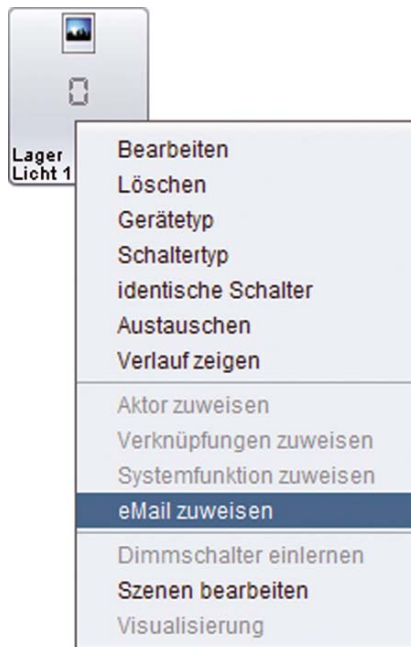 0
Lager
Licht 1
Bearbeiten
Löschen
Gerätetyp
Schaltertyp
identische Schalter
Austauschen
Verlauf zeigen
Aktor zuweisen
Verknüpfungen zuweisen
Systemfunktion zuweisen
eMail zuweisen
Dimmschalter einlernen
Szenen bearbeiten
Visualisierung